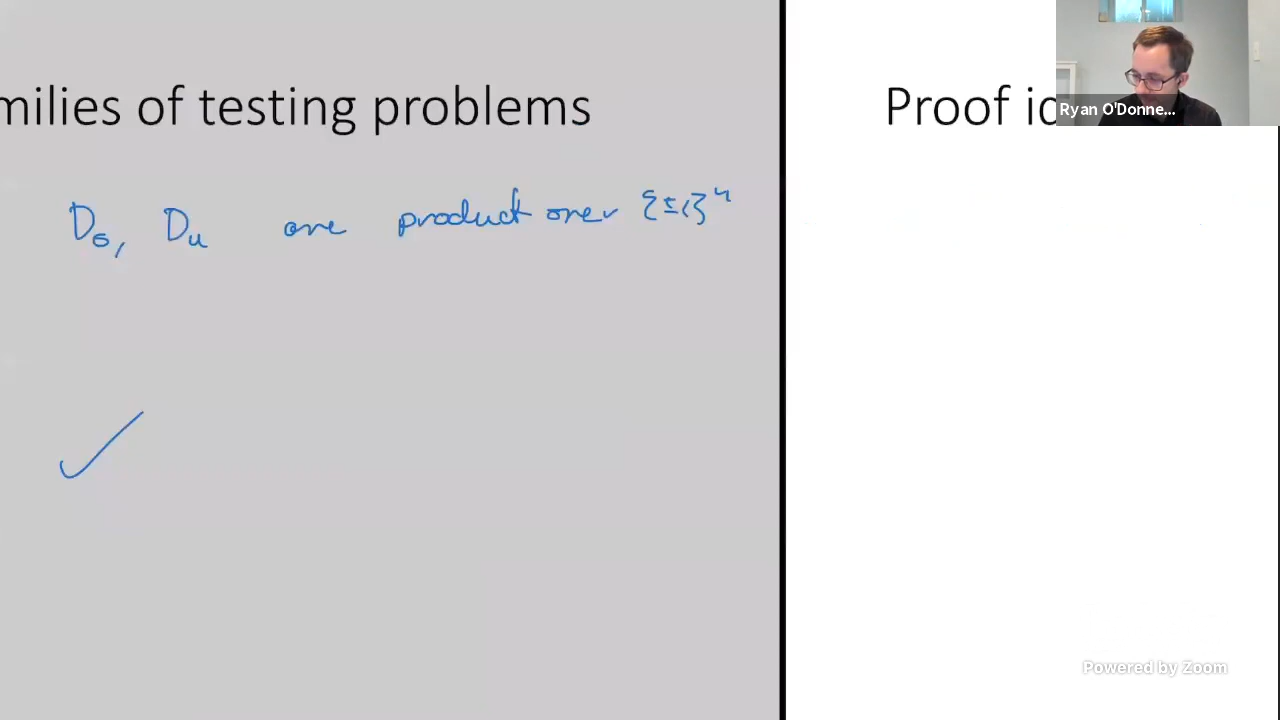 milies of testing problems
D₀, Du are product over {±1}ⁿ
Proof id
Ryan O'Donne...
Powered by Zoom